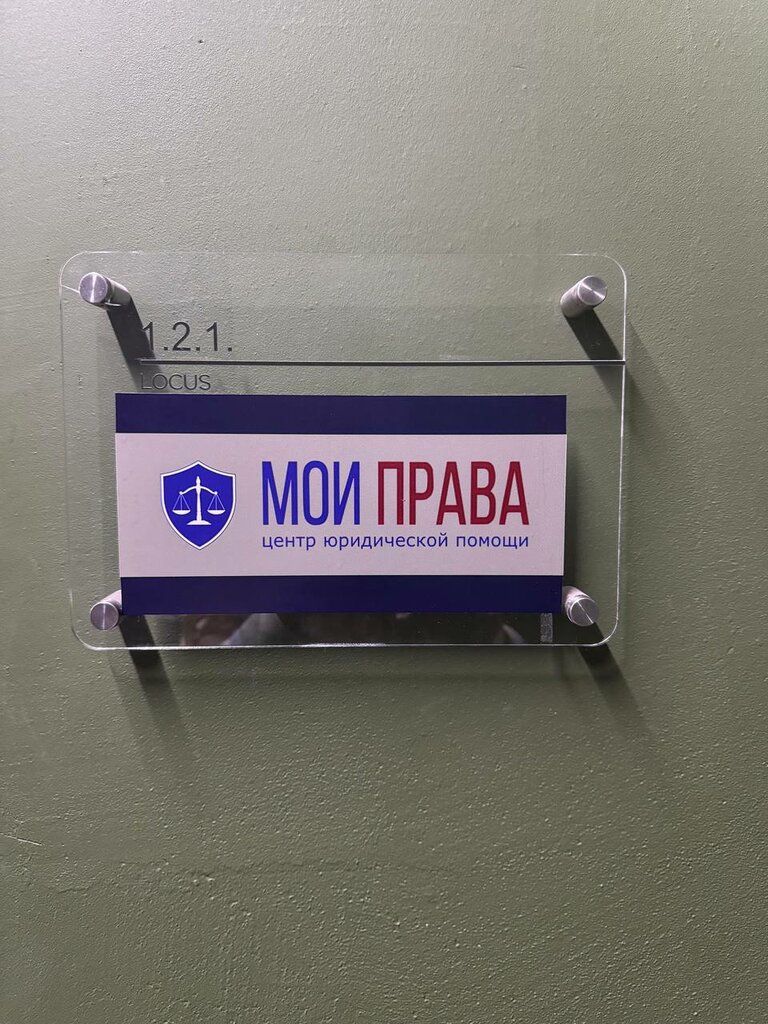 1.2.1.
LOCUS
МОИ ПРАВА
центр юридической помощи